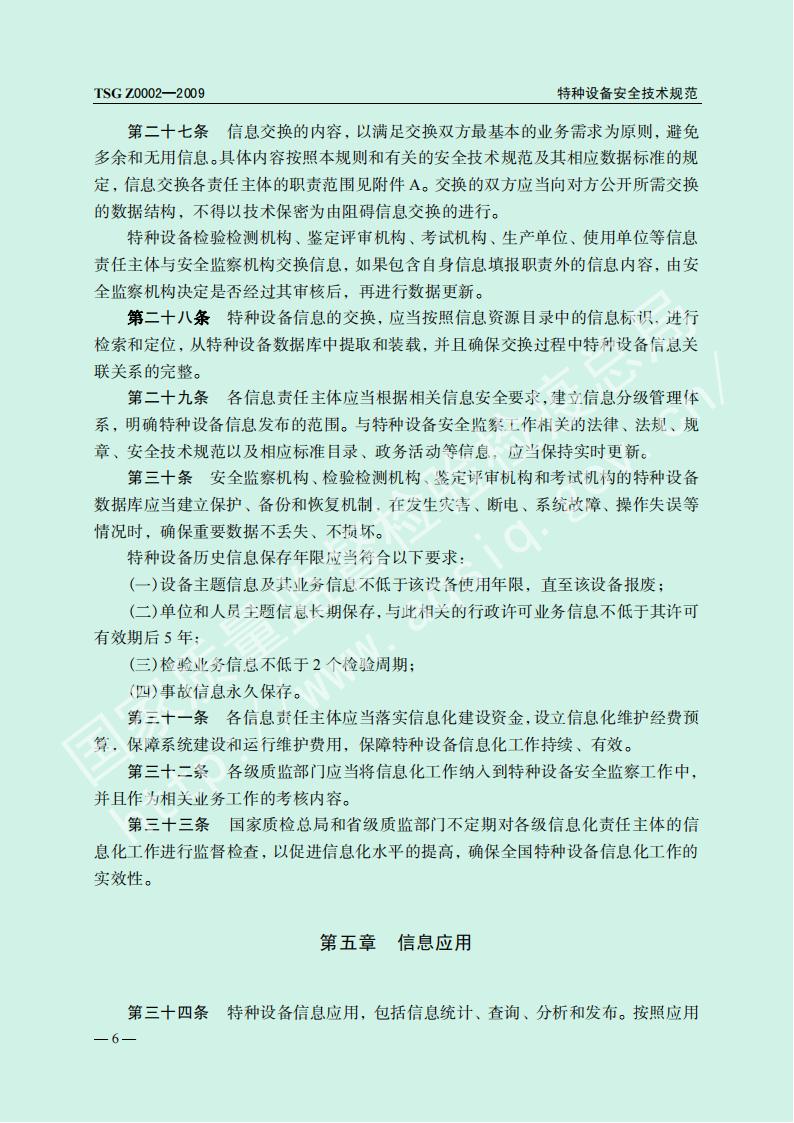 TSG Z0002—2009 特种设备安全技术规范
第二十七条 信息交换的内容，以满足交换双方最基本的业务需求为原则，避免
多余和无用信息。具体内容按照本规则和有关的安全技术规范及其相应数据标准的规
定，信息交换各责任主体的职责范围见附件 A。交换的双方应当向对方公开所需交换
的数据结构，不得以技术保密为由阻碍信息交换的进行。
特种设备检验检测机构、鉴定评审机构、考试机构、生产单位、使用单位等信息
责任主体与安全监察机构交换信息，如果包含自身信息填报职责外的信息内容，由安
全监察机构决定是否经过其审核后，再进行数据更新。
第二十八条 特种设备信息的交换，应当按照信息资源目录中的信息标识，进行
检索和定位，从特种设备数据库中提取和装载，并且确保交换过程中特种设备信息关
联关系的完整。
第二十九条 各信息责任主体应当根据相关信息安全要求，建立信息分级管理体
系，明确特种设备信息发布的范围。与特种设备安全监察工作相关的法律、法规、规
章、安全技术规范以及相应标准目录、政务活动等信息，应当保持实时更新。
第三十条 安全监察机构、检验检测机构、鉴定评审机构和考试机构的特种设备
数据库应当建立保护、备份和恢复机制，在发生灾害、断电、系统故障、操作失误等
情况时，确保重要数据不丢失、不损坏。
特种设备历史信息保存年限应当符合以下要求：
(一)设备主题信息及其业务信息不低于该设备使用年限，直至该设备报废；
(二)单位和人员主题信息长期保存，与此相关的行政许可业务信息不低于其许可
有效期后 5 年；
(三)检验业务信息不低于 2 个检验周期；
(四)事故信息永久保存。
第三十一条 各信息责任主体应当落实信息化建设资金，设立信息化维护经费预
算，保障系统建设和运行维护费用，保障特种设备信息化工作持续、有效。
第三十二条 各级质监部门应当将信息化工作纳入到特种设备安全监察工作中，
并且作为相关业务工作的考核内容。
第三十三条 国家质检总局和省级质监部门不定期对各级信息化责任主体的信
息化工作进行监督检查，以促进信息化水平的提高，确保全国特种设备信息化工作的
实效性。
第五章 信息应用
第三十四条 特种设备信息应用，包括信息统计、查询、分析和发布。按照应用
— 6 —
国家质量监督检验检疫总局
http://www.aqsiq.gov.cn/